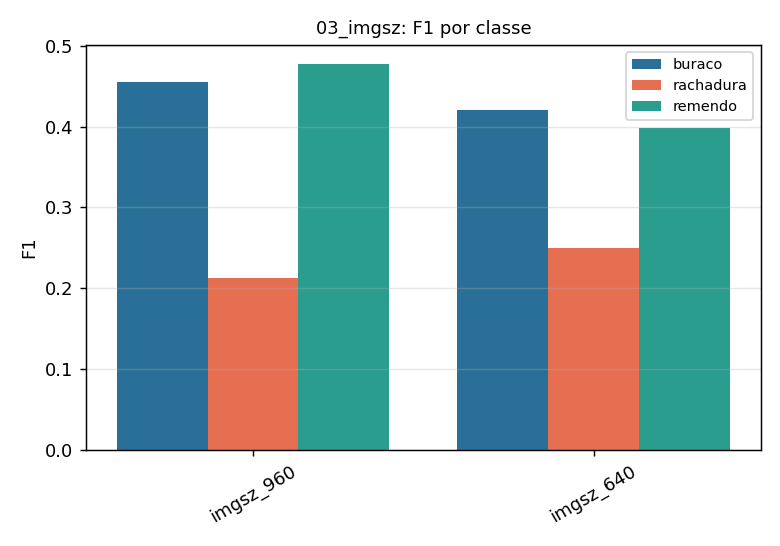 03_imgsz: F1 por classe
buraco
rachadura
remendo
F1
0.5
0.4
0.3
0.2
0.1
0.0
imgsz_960
imgsz_640